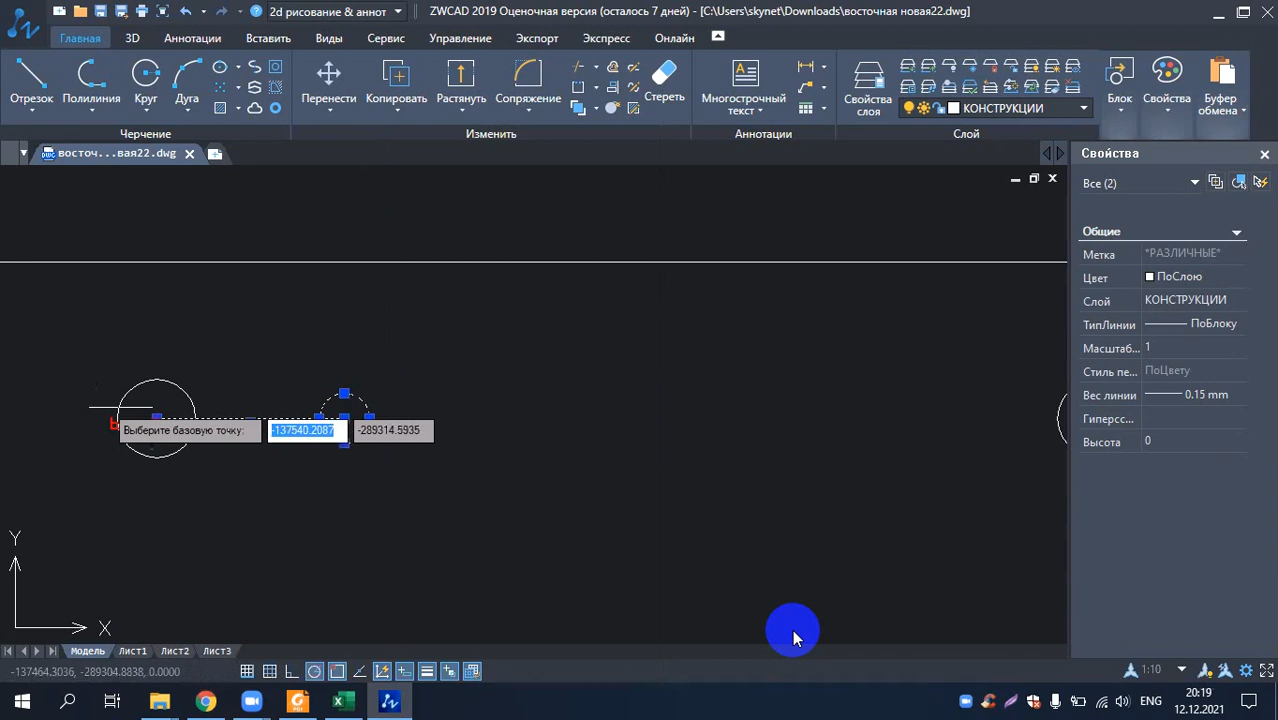 2d рисование & аннот
ZWCAD 2019 Оценочная версия (осталось 7 дней) - [C:\Users\skynet\Downloads\восточная новая22.dwg]
Главная 3D Аннотации Вставить Виды Сервис Управление Экспорт Экспресс Онлайн
Отрезок Полилиния Круг Дуга Перенести Копировать Растянуть Сопряжение Стереть Многострочный текст Свойства слоя КОНСТРУКЦИИ Блок Свойства Буфер обмена
Черчение Изменить Аннотации Слой
восточ...вая22.dwg
Свойства
Все (2)
Общие
Метка *РАЗЛИЧНЫЕ*
Цвет ПоСлою
Слой КОНСТРУКЦИИ
ТипЛинии ПоБлоку
Масштаб... 1
Стиль пе... ПоЦвету
Вес линии 0.15 mm
Гиперсс...
Высота 0
Выберите базовую точку: -137540.2087 -289314.5935
Y
X
Модель Лист1 Лист2 Лист3
-137464.3036, -289304.8838, 0.0000
1:10
ENG
20:19
12.12.2021